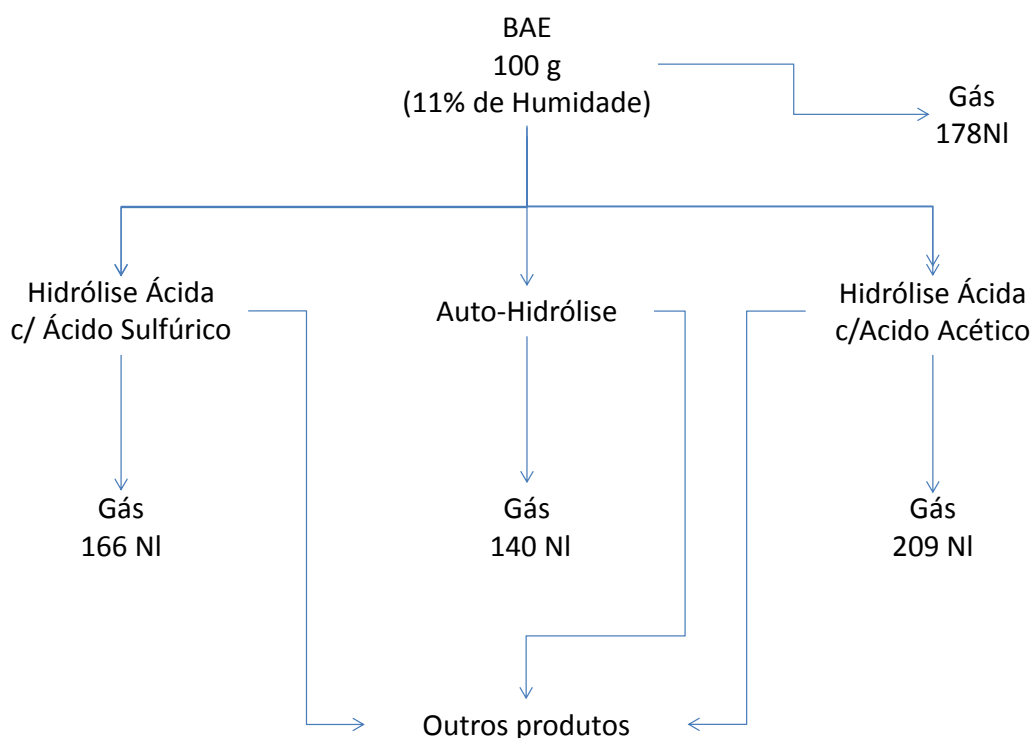 BAE
100 g
(11% de Humidade)
Gás
178Nl
Hidrólise Ácida
c/ Ácido Sulfúrico
Auto-Hidrólise
Hidrólise Ácida
c/Acido Acético
Gás
166 Nl
Gás
140 Nl
Gás
209 Nl
Outros produtos